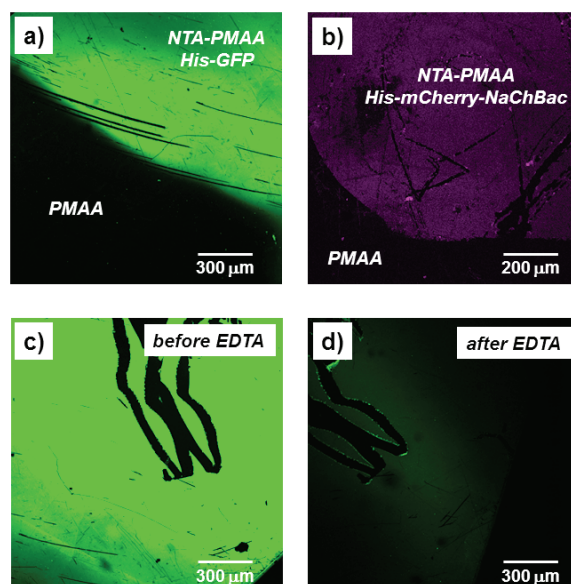 a)
NTA-PMAA
His-GFP
PMAA
300 µm
b)
NTA-PMAA
His-mCherry-NaChBac
PMAA
200 µm
c)
before EDTA
300 µm
d)
after EDTA
300 µm